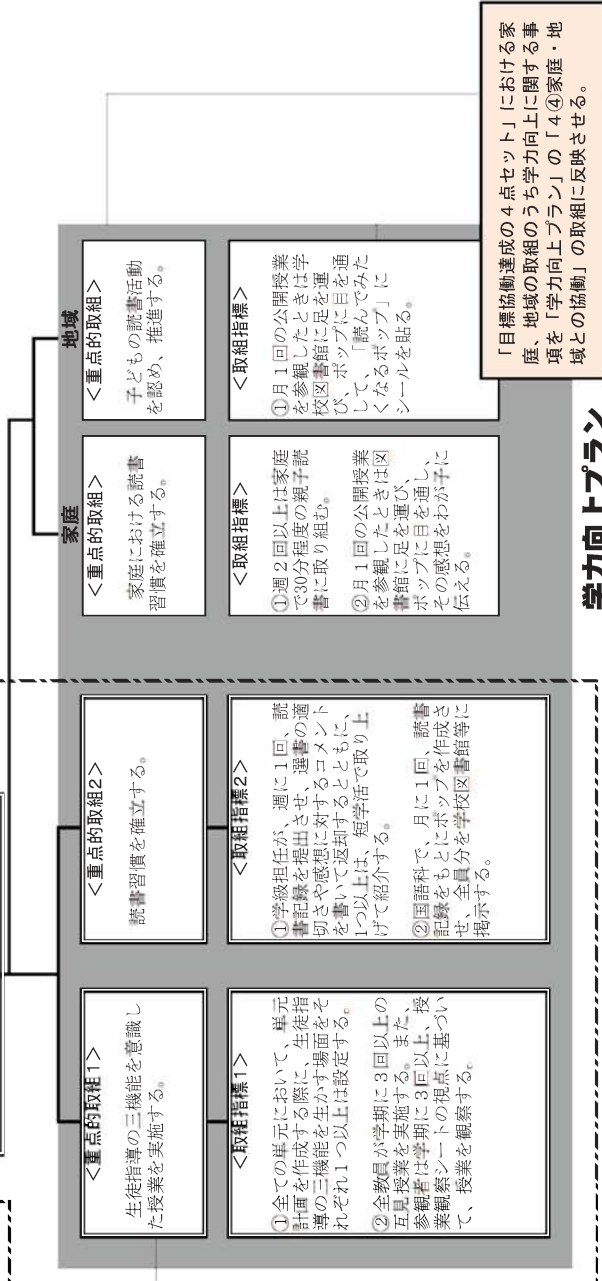 ＜重点的取組1＞
生徒指導の三機能を意識し
た授業を実施する。
＜取組指標1＞
①全ての単元において、単元
計画を作成する際に、生徒指
導の三機能を生かす場面をそ
れぞれ１つ以上は設定する。
②全教員が学期に３回以上の
互見授業を実施する。また、
参観者は学期に３回以上、授
業観察シートの視点に基づい
て、授業を観察する。
＜重点的取組2＞
読書習慣を確立する。
＜取組指標2＞
①学級担任が、週に１回、読
書記録を提出させ、選書の適
切さや感想に対するコメント
を書いて返却するとともに、
1つ以上は、短学活で取り上
げて紹介する。
②国語科で、月に１回、読書
記録をもとにポップを作成さ
せ、全員分を学校図書館等に
掲示する。
家庭
＜重点的取組＞
家庭における読書
習慣を確立する。
＜取組指標＞
①週２回以上は家庭
で30分程度の親子読
書に取り組む。
②月１回の公開授業
を参観したときは図
書館に足を運び、
ポップに目を通し、
その感想をわが子に
伝える。
地域
＜重点的取組＞
子どもの読書活動
を認め、推進する。
＜取組指標＞
①月１回の公開授業
を参観したときは学
校図書館に足を運
び、ポップに目を通
して、「読んでみた
くなるポップ」に
シールを貼る。
「目標協働達成の４点セット」における家
庭、地域の取組のうち学力向上に関する事
項を「学力向上プラン」の「４④家庭・地
域との協働」の取組に反映させる。
学力向上プラン